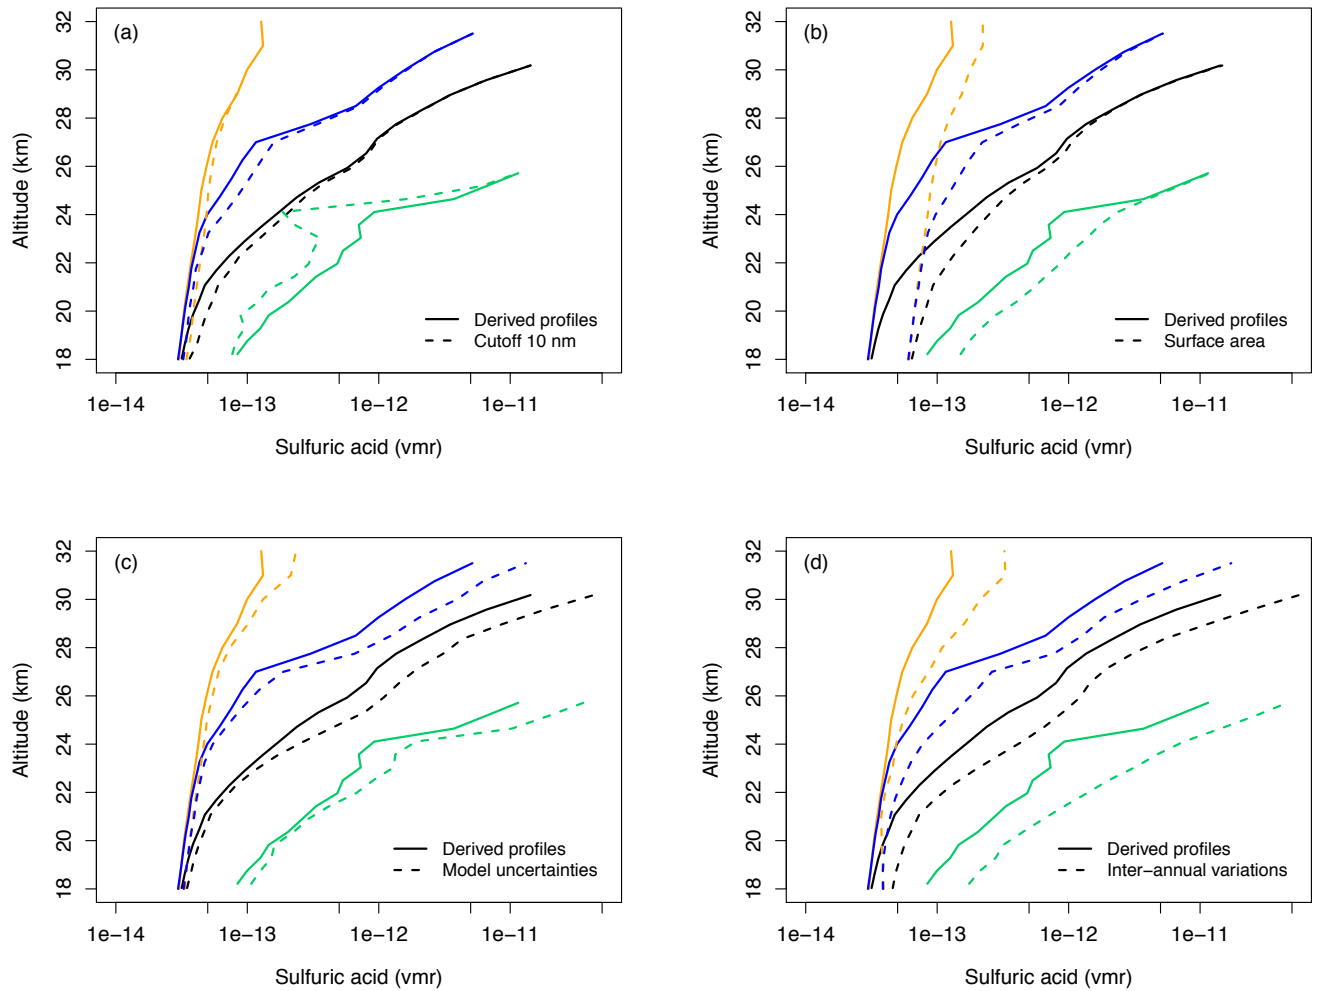 (a)
32
30
28
26
24
22
20
18
Altitude (km)
Derived profiles
Cutoff 10 nm
1e−14 1e−13 1e−12 1e−11
Sulfuric acid (vmr)
(b)
32
30
28
26
24
22
20
18
Altitude (km)
Derived profiles
Surface area
1e−14 1e−13 1e−12 1e−11
Sulfuric acid (vmr)
(c)
32
30
28
26
24
22
20
18
Altitude (km)
Derived profiles
Model uncertainties
1e−14 1e−13 1e−12 1e−11
Sulfuric acid (vmr)
(d)
32
30
28
26
24
22
20
18
Altitude (km)
Derived profiles
Inter−annual variations
1e−14 1e−13 1e−12 1e−11
Sulfuric acid (vmr)